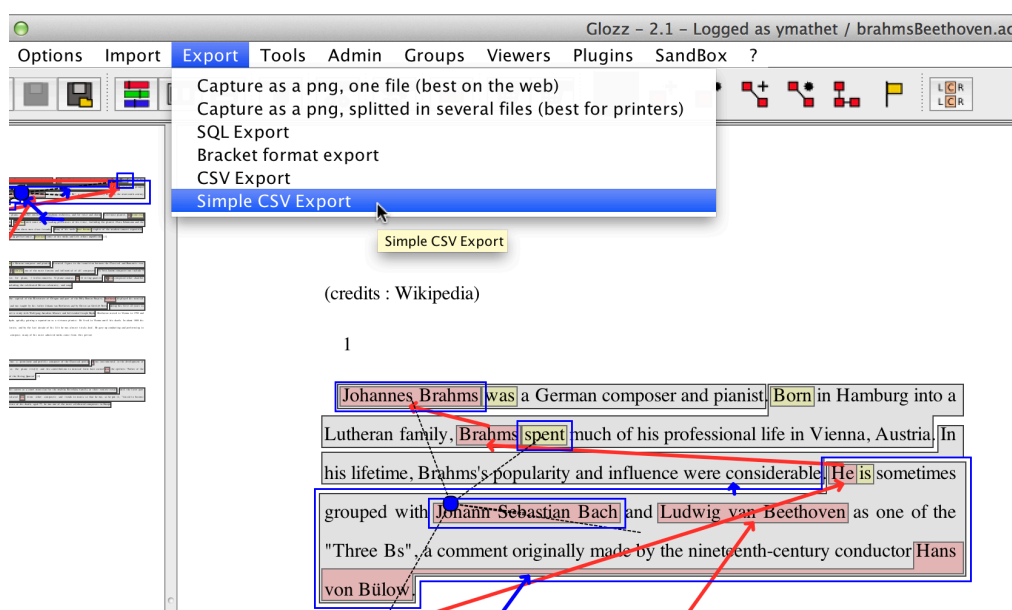 Glozz - 2.1 - Logged as ymathet / brahmsBeethoven.ac
Options Import Export Tools Admin Groups Viewers Plugins SandBox ?
Capture as a png, one file (best on the web)
Capture as a png, splitted in several files (best for printers)
SQL Export
Bracket format export
CSV Export
Simple CSV Export
Simple CSV Export
L C R
L C R
(credits : Wikipedia)
1
Johannes Brahms was a German composer and pianist. Born in Hamburg into a
Lutheran family, Brahms spent much of his professional life in Vienna, Austria. In
his lifetime, Brahms's popularity and influence were considerable. He is sometimes
grouped with Johann Sebastian Bach and Ludwig van Beethoven as one of the
"Three Bs", a comment originally made by the nineteenth-century conductor Hans
von Bülow.